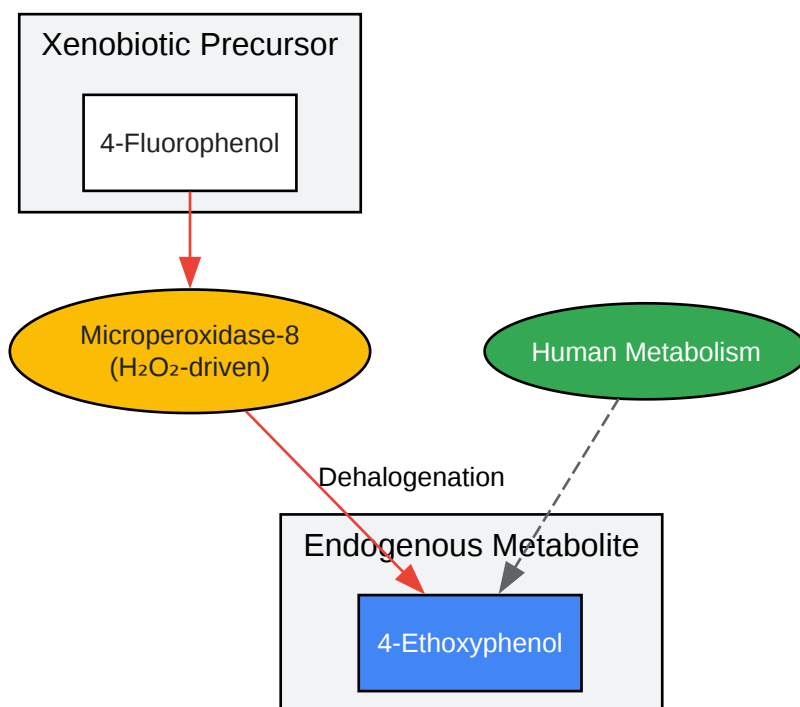 Xenobiotic Precursor
4-Fluorophenol
Microperoxidase-8
(H₂O₂-driven)
Human Metabolism
Dehalogenation
Endogenous Metabolite
4-Ethoxyphenol